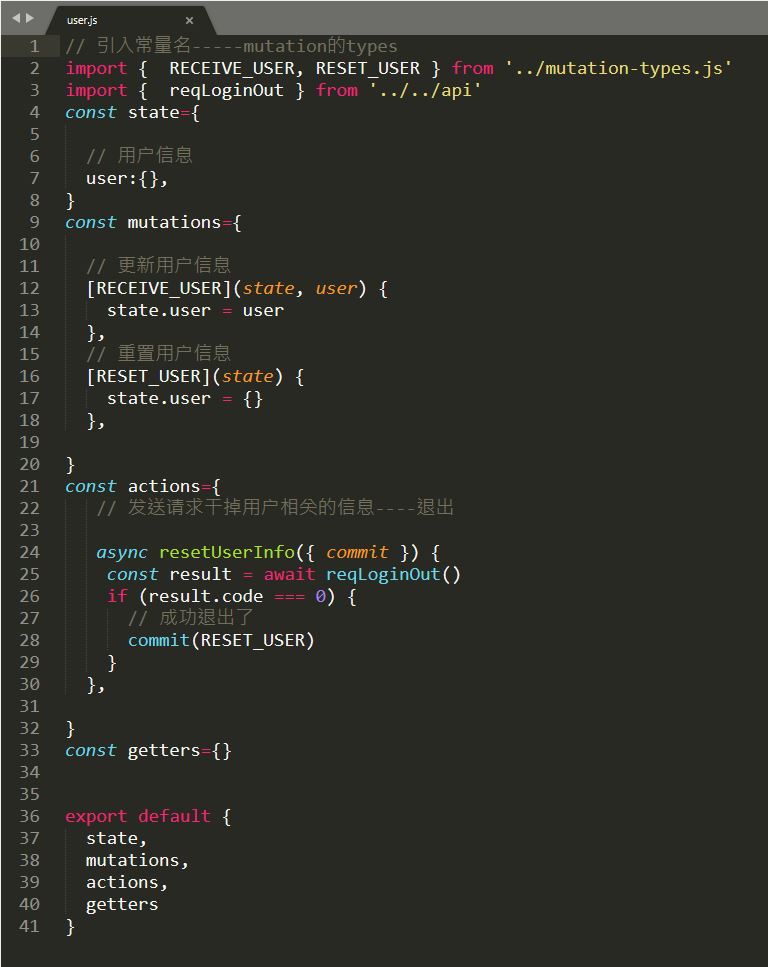 user.js ×
1 // 引入常量名-----mutation的types
2 import {  RECEIVE_USER, RESET_USER } from '../mutation-types.js'
3 import {  reqLoginOut } from '../../api'
4 const state={
5
6   // 用户信息
7   user:{},
8 }
9 const mutations={
10
11   // 更新用户信息
12   [RECEIVE_USER](state, user) {
13     state.user = user
14   },
15   // 重置用户信息
16   [RESET_USER](state) {
17     state.user = {}
18   },
19
20 }
21 const actions={
22    // 发送请求干掉用户相关的信息----退出
23
24    async resetUserInfo({ commit }) {
25     const result = await reqLoginOut()
26     if (result.code === 0) {
27       // 成功退出了
28       commit(RESET_USER)
29     }
30   },
31
32 }
33 const getters={}
34
35
36 export default {
37   state,
38   mutations,
39   actions,
40   getters
41 }